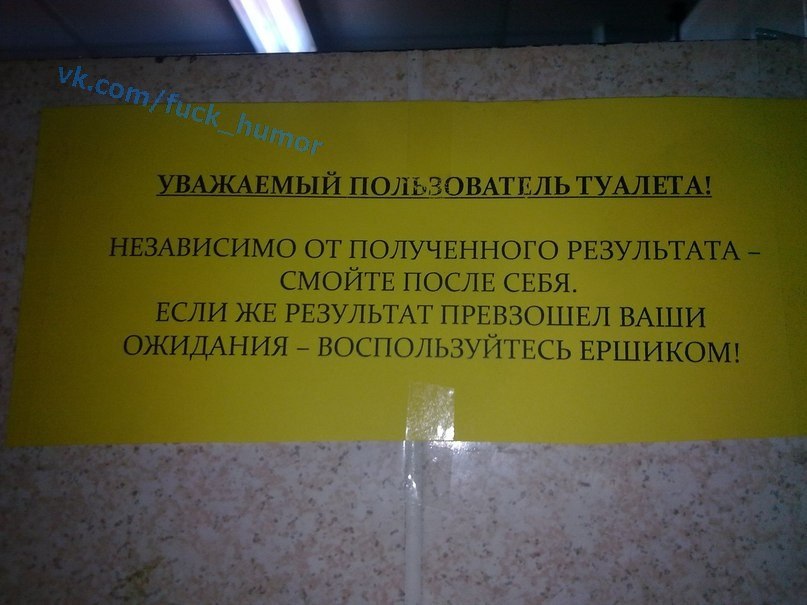 vk.com/fuck_humor
УВАЖАЕМЫЙ ПОЛЬЗОВАТЕЛЬ ТУАЛЕТА!
НЕЗАВИСИМО ОТ ПОЛУЧЕННОГО РЕЗУЛЬТАТА –
СМОЙТЕ ПОСЛЕ СЕБЯ.
ЕСЛИ ЖЕ РЕЗУЛЬТАТ ПРЕВЗОШЕЛ ВАШИ
ОЖИДАНИЯ – ВОСПОЛЬЗУЙТЕСЬ ЕРШИКОМ!